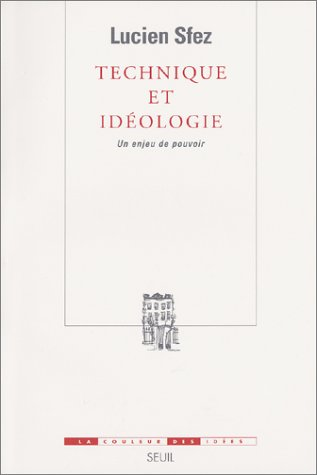 Lucien Sfez
TECHNIQUE
ET
IDÉOLOGIE
Un enjeu de pouvoir
LA COULEUR DES IDÉES
SEUIL